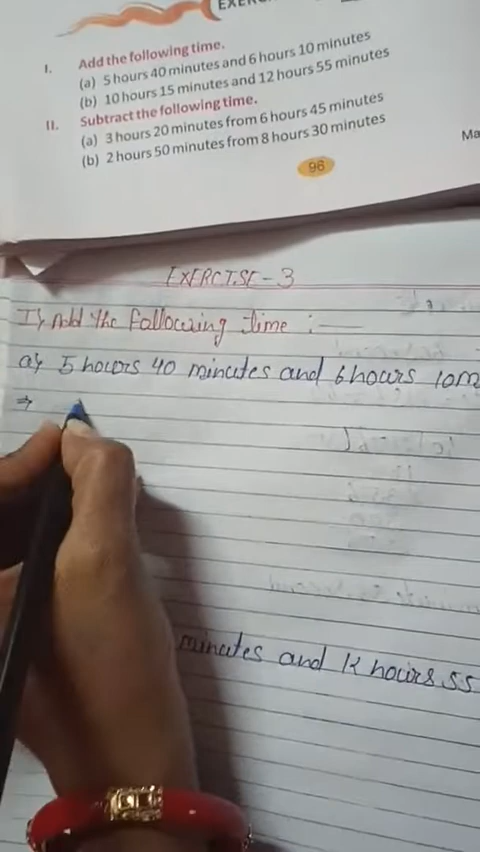 I. Add the following time.
(a) 5 hours 40 minutes and 6 hours 10 minutes
(b) 10 hours 15 minutes and 12 hours 55 minutes
II. Subtract the following time.
(a) 3 hours 20 minutes from 6 hours 45 minutes
(b) 2 hours 50 minutes from 8 hours 30 minutes
Ma
96
EXERCISE-3
I) Add the following time :—
a) 5 hours 40 minutes and 6 hours 10m
⇒
minutes and 12 hours 55